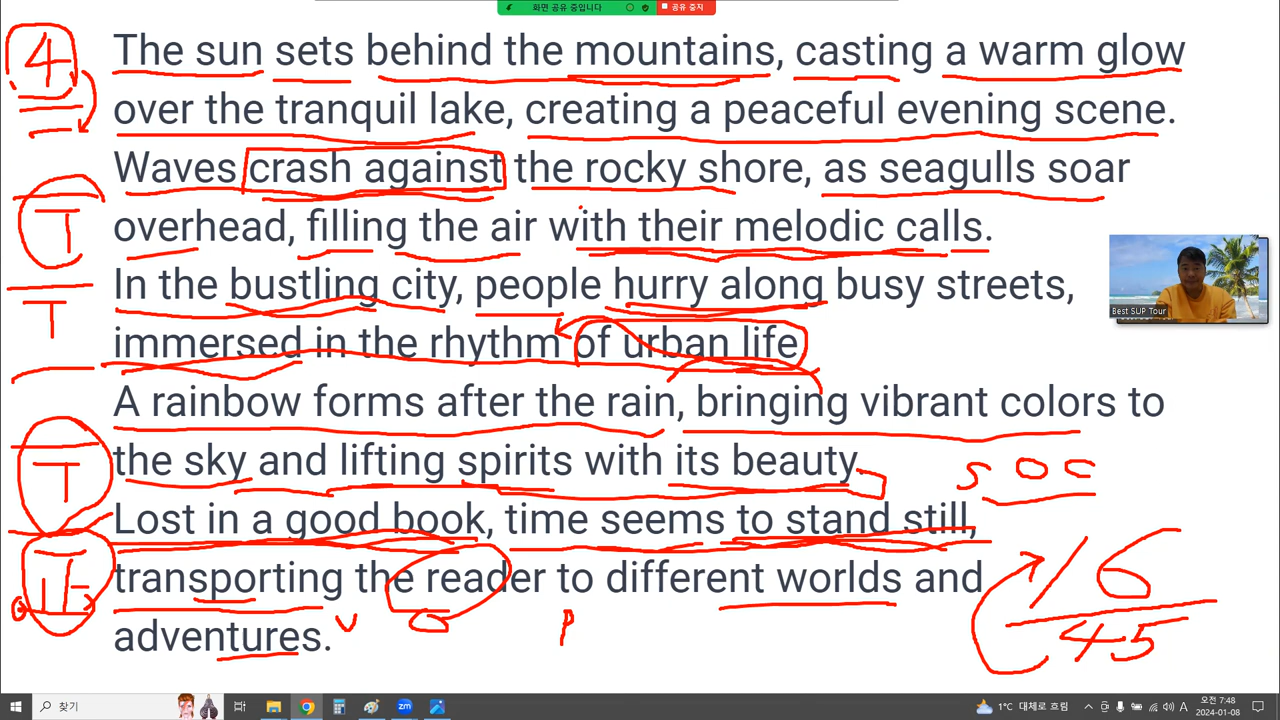 화면 공유 중입니다 공유 중지
4 The sun sets behind the mountains, casting a warm glow
over the tranquil lake, creating a peaceful evening scene.
Waves crash against the rocky shore, as seagulls soar
T overhead, filling the air with their melodic calls.
In the bustling city, people hurry along busy streets,
T immersed in the rhythm of urban life
A rainbow forms after the rain, bringing vibrant colors to
T the sky and lifting spirits with its beauty. S O C
Lost in a good book, time seems to stand still,
transporting the reader to different worlds and
adventures. V O P
16
45
Best SUP Tour
찾기
zm
1°C 대체로 흐림
A
오전 7:48
2024-01-08